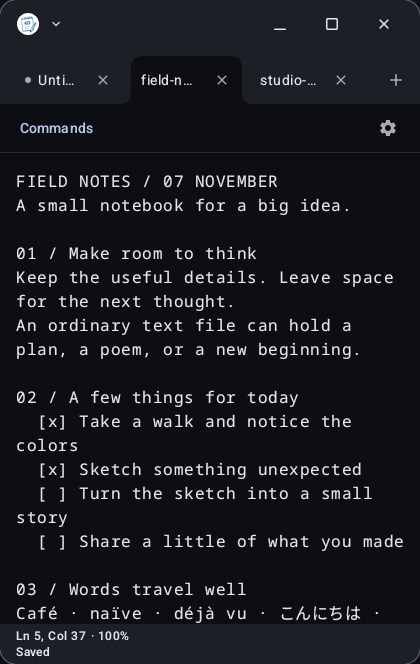 Unti...
field-n...
studio-...
Commands
FIELD NOTES / 07 NOVEMBER
A small notebook for a big idea.
01 / Make room to think
Keep the useful details. Leave space
for the next thought.
An ordinary text file can hold a
plan, a poem, or a new beginning.
02 / A few things for today
[x] Take a walk and notice the
colors
[x] Sketch something unexpected
[ ] Turn the sketch into a small
story
[ ] Share a little of what you made
03 / Words travel well
Café · naïve · déjà vu · こんにちは ·
Ln 5, Col 37 · 100%
Saved